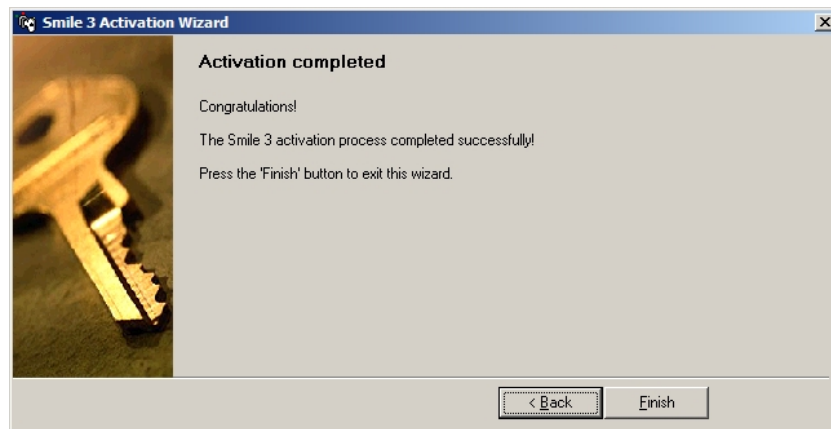 Smile 3 Activation Wizard
Activation completed
Congratulations!
The Smile 3 activation process completed successfully!
Press the 'Finish' button to exit this wizard.
< Back
Finish